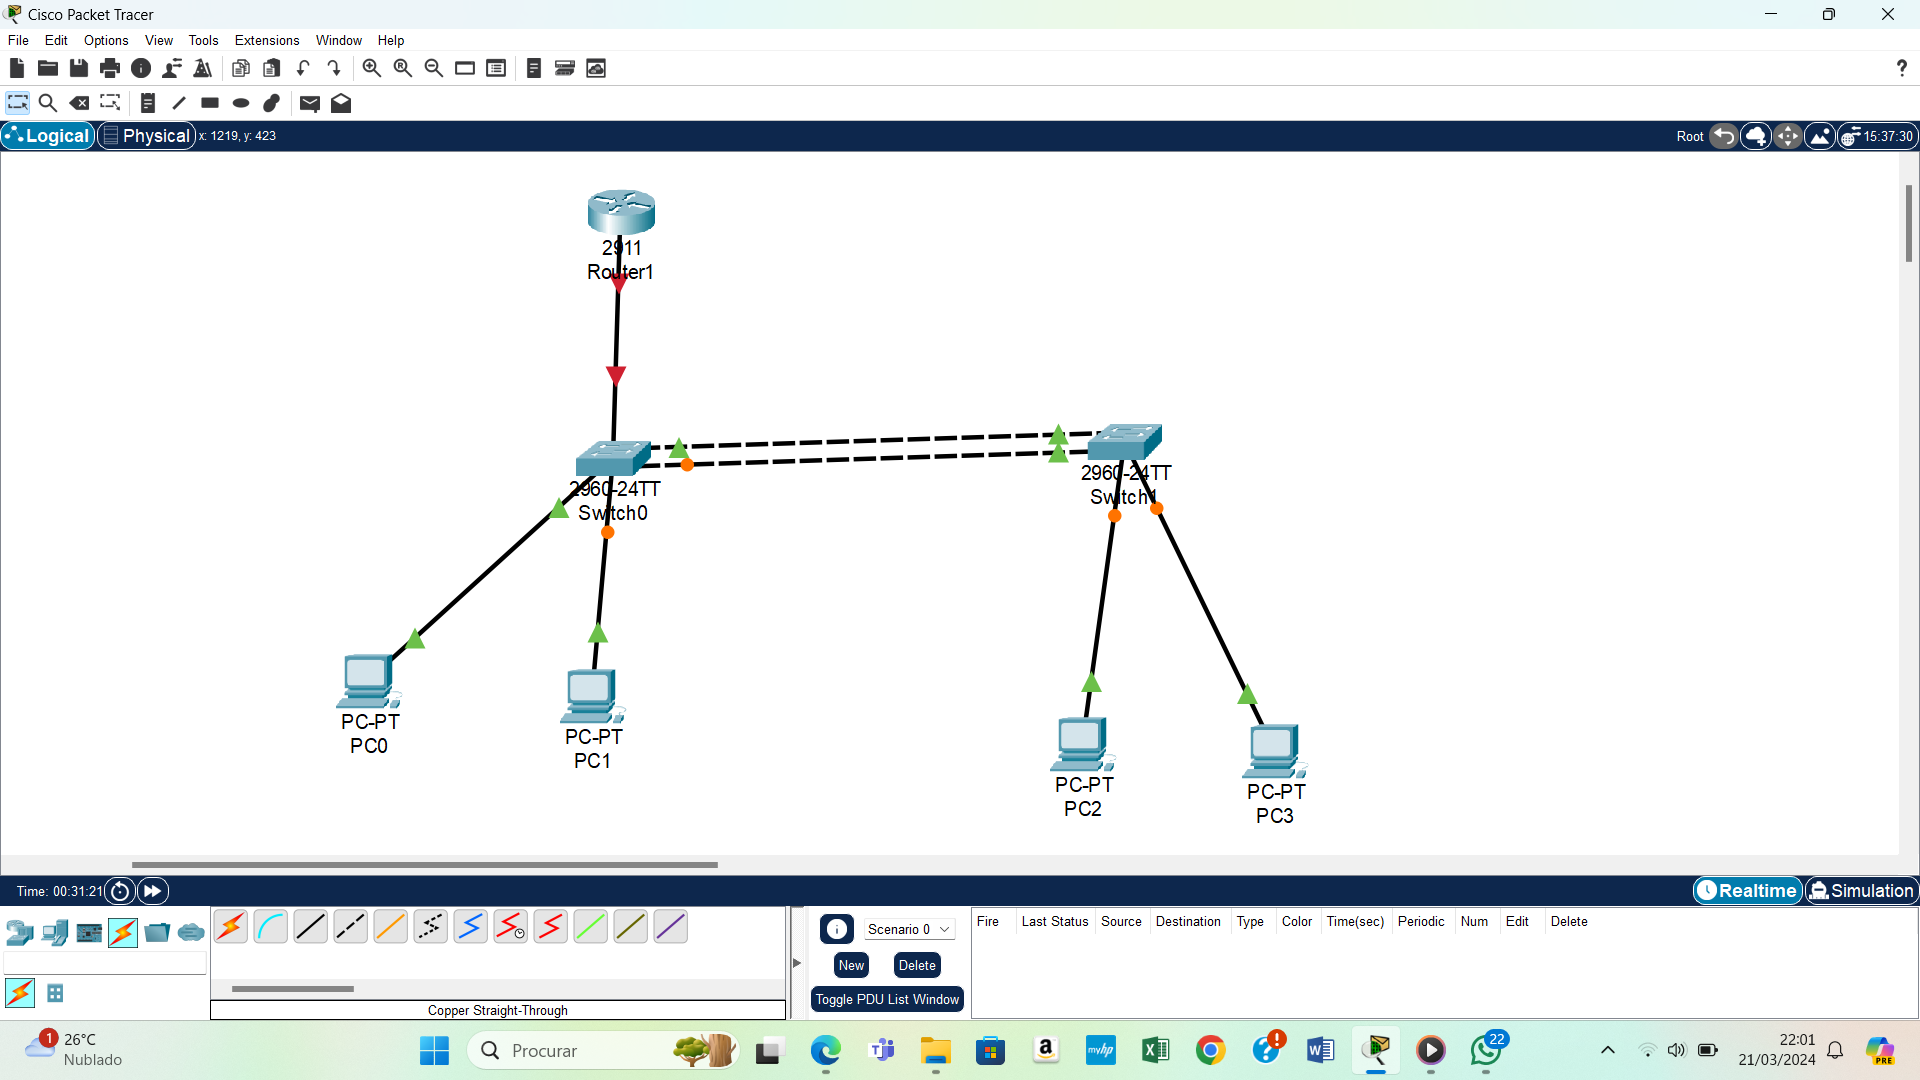 Cisco Packet Tracer
File Edit Options View Tools Extensions Window Help
?
Logical Physical x: 1219, y: 423 Root 15:37:30
2911
Router1
2960-24TT
Switch0
2960-24TT
Switch1
PC-PT
PC0
PC-PT
PC1
PC-PT
PC2
PC-PT
PC3
Time: 00:31:21 Realtime Simulation
Scenario 0
New Delete
Toggle PDU List Window
Fire Last Status Source Destination Type Color Time(sec) Periodic Num Edit Delete
Copper Straight-Through
1
26°C
Nublado
Procurar
a
myhp
W
22
22:01
21/03/2024
PRE